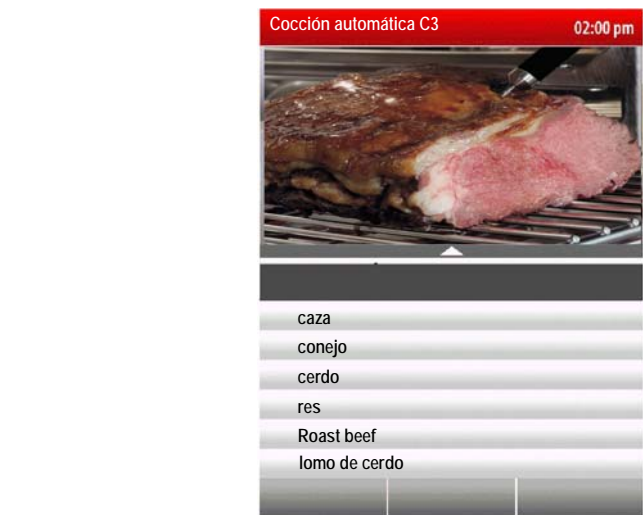 Cocción automática C3
02:00 pm
caza
conejo
cerdo
res
Roast beef
lomo de cerdo